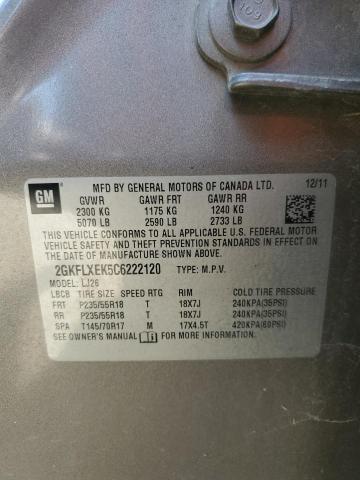 109
GM
MFD BY GENERAL MOTORS OF CANADA LTD. 12/11
GVWR GAWR FRT GAWR RR
2300 KG 1175 KG 1240 KG
5070 LB 2590 LB 2733 LB
THIS VEHICLE CONFORMS TO ALL APPLICABLE U.S. FEDERAL MOTOR
VEHICLE SAFETY AND THEFT PREVENTION STANDARDS IN EFFECT ON
THE DATE OF MANUFACTURE SHOWN ABOVE.
2GKFLXEK5C6222120 TYPE: M.P.V.
MODEL: LJ26
LBCB TIRE SIZE SPEED RTG RIM COLD TIRE PRESSURE
FRT P235/55R18 T 18X7J 240KPA(35PSI)
RR P235/55R18 T 18X7J 240KPA(35PSI)
SPA T145/70R17 M 17X4.5T 420KPA(60PSI)
SEE OWNER'S MANUAL FOR MORE INFORMATION.